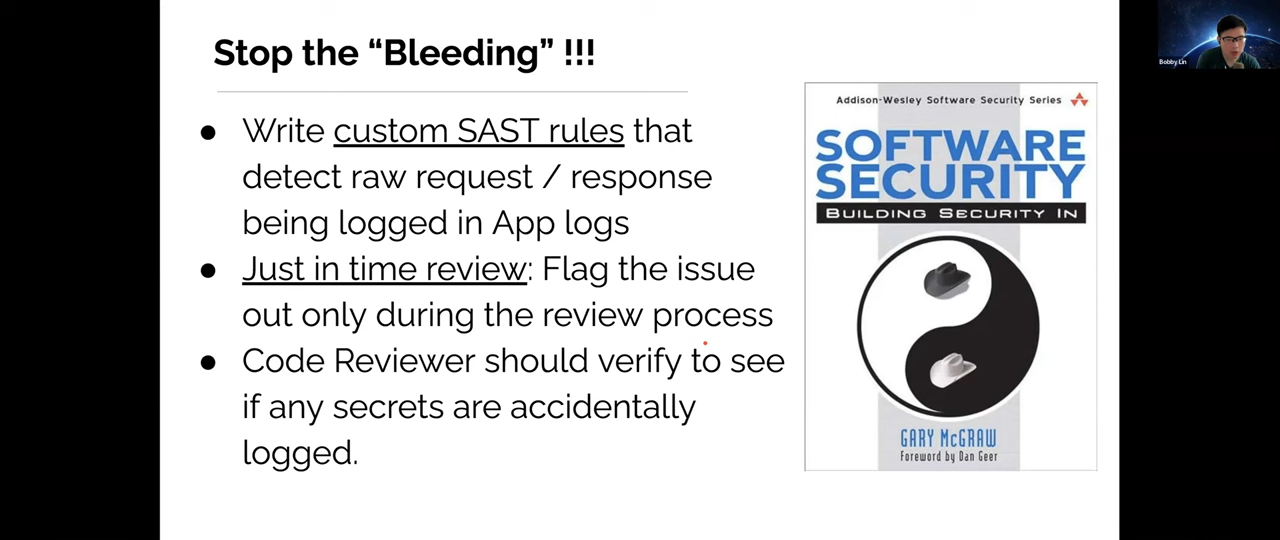 Stop the “Bleeding” !!!
● Write custom SAST rules that
detect raw request / response
being logged in App logs
● Just in time review: Flag the issue
out only during the review process
● Code Reviewer should verify to see
if any secrets are accidentally
logged.
Addison-Wesley Software Security Series
SOFTWARE
SECURITY
BUILDING SECURITY IN
GARY McGRAW
Foreword by Dan Geer
Bobby Lin